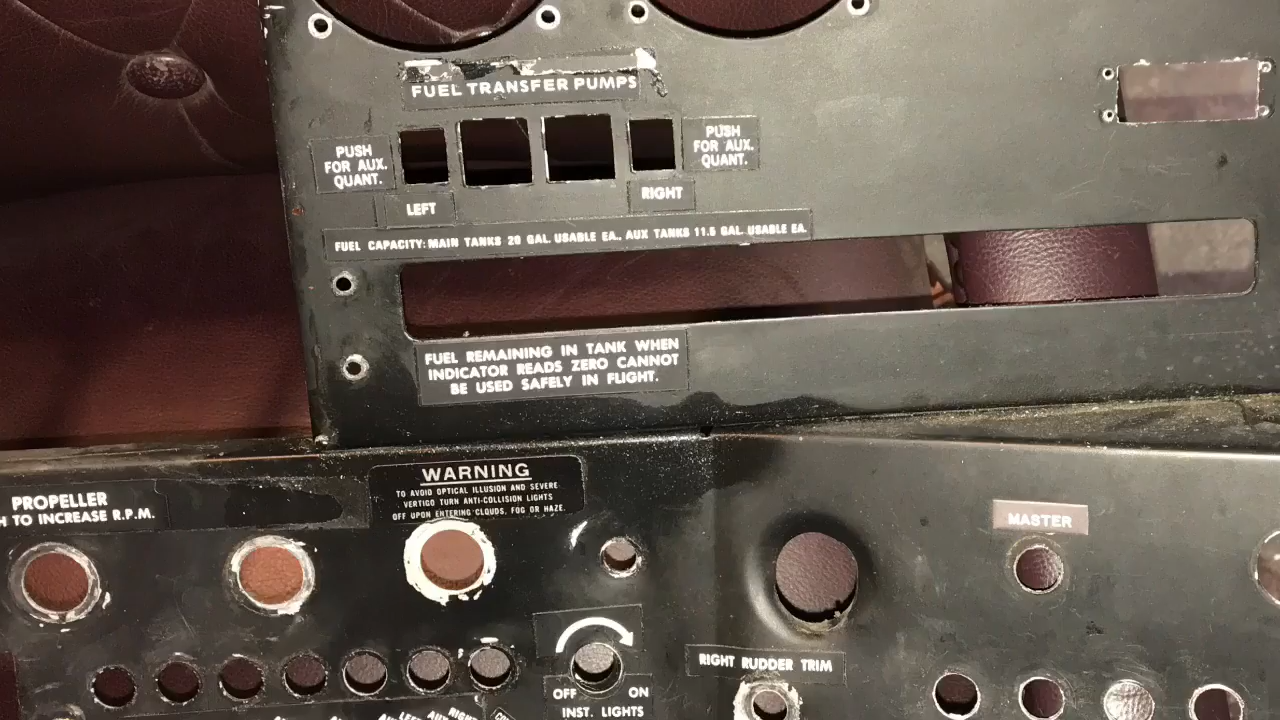 FUEL TRANSFER PUMPS
PUSH
FOR AUX.
QUANT.
PUSH
FOR AUX.
QUANT.
LEFT
RIGHT
FUEL CAPACITY: MAIN TANKS 20 GAL. USABLE EA., AUX TANKS 11.5 GAL. USABLE EA.
FUEL REMAINING IN TANK WHEN
INDICATOR READS ZERO CANNOT
BE USED SAFELY IN FLIGHT.
PROPELLER
H TO INCREASE R.P.M.
WARNING
TO AVOID OPTICAL ILLUSION AND SEVERE
VERTIGO TURN ANTI-COLLISION LIGHTS
OFF UPON ENTERING CLOUDS, FOG OR HAZE.
MASTER
RIGHT RUDDER TRIM
OFF ON
INST. LIGHTS
LEFT
RIGHT